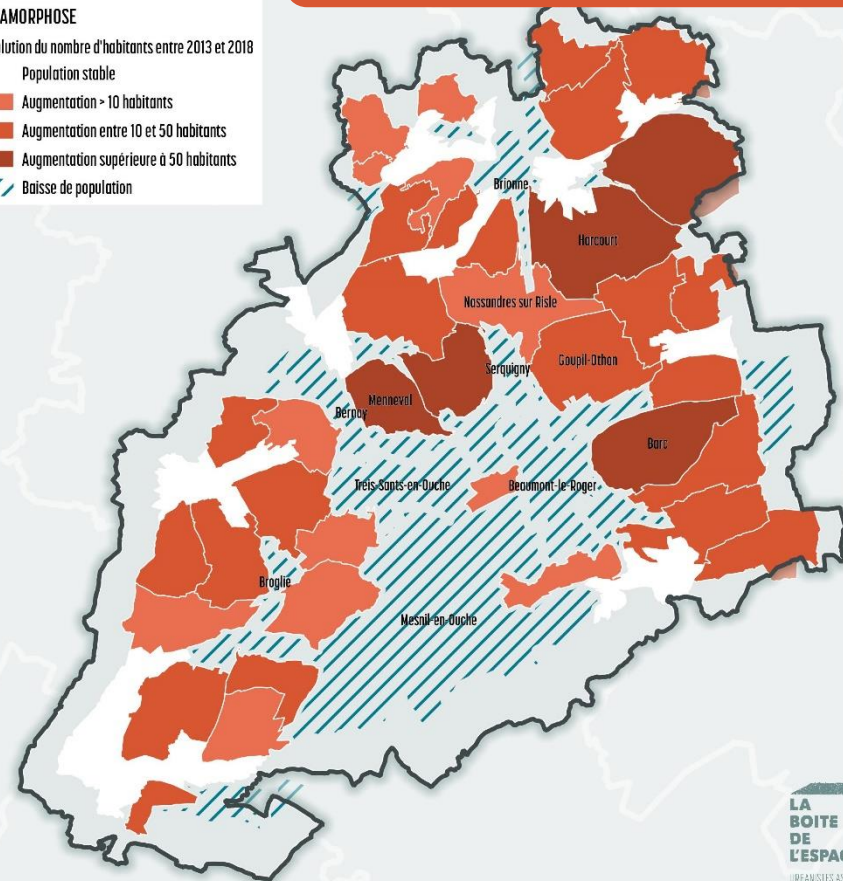 AMORPHOSE
lution du nombre d'habitants entre 2013 et 2018
Population stable
Augmentation > 10 habitants
Augmentation entre 10 et 50 habitants
Augmentation supérieure à 50 habitants
Baisse de population
Brionne
Harcourt
Nassandres sur Risle
Goupil-Othon
Serquigny
Menneval
Bernay
Barc
Treis-Sants-en-Ouche
Beaumont-le-Roger
Broglie
Mesnil-en-Ouche
LA
BOITE
DE
L'ESPAC
URBANISTES AS